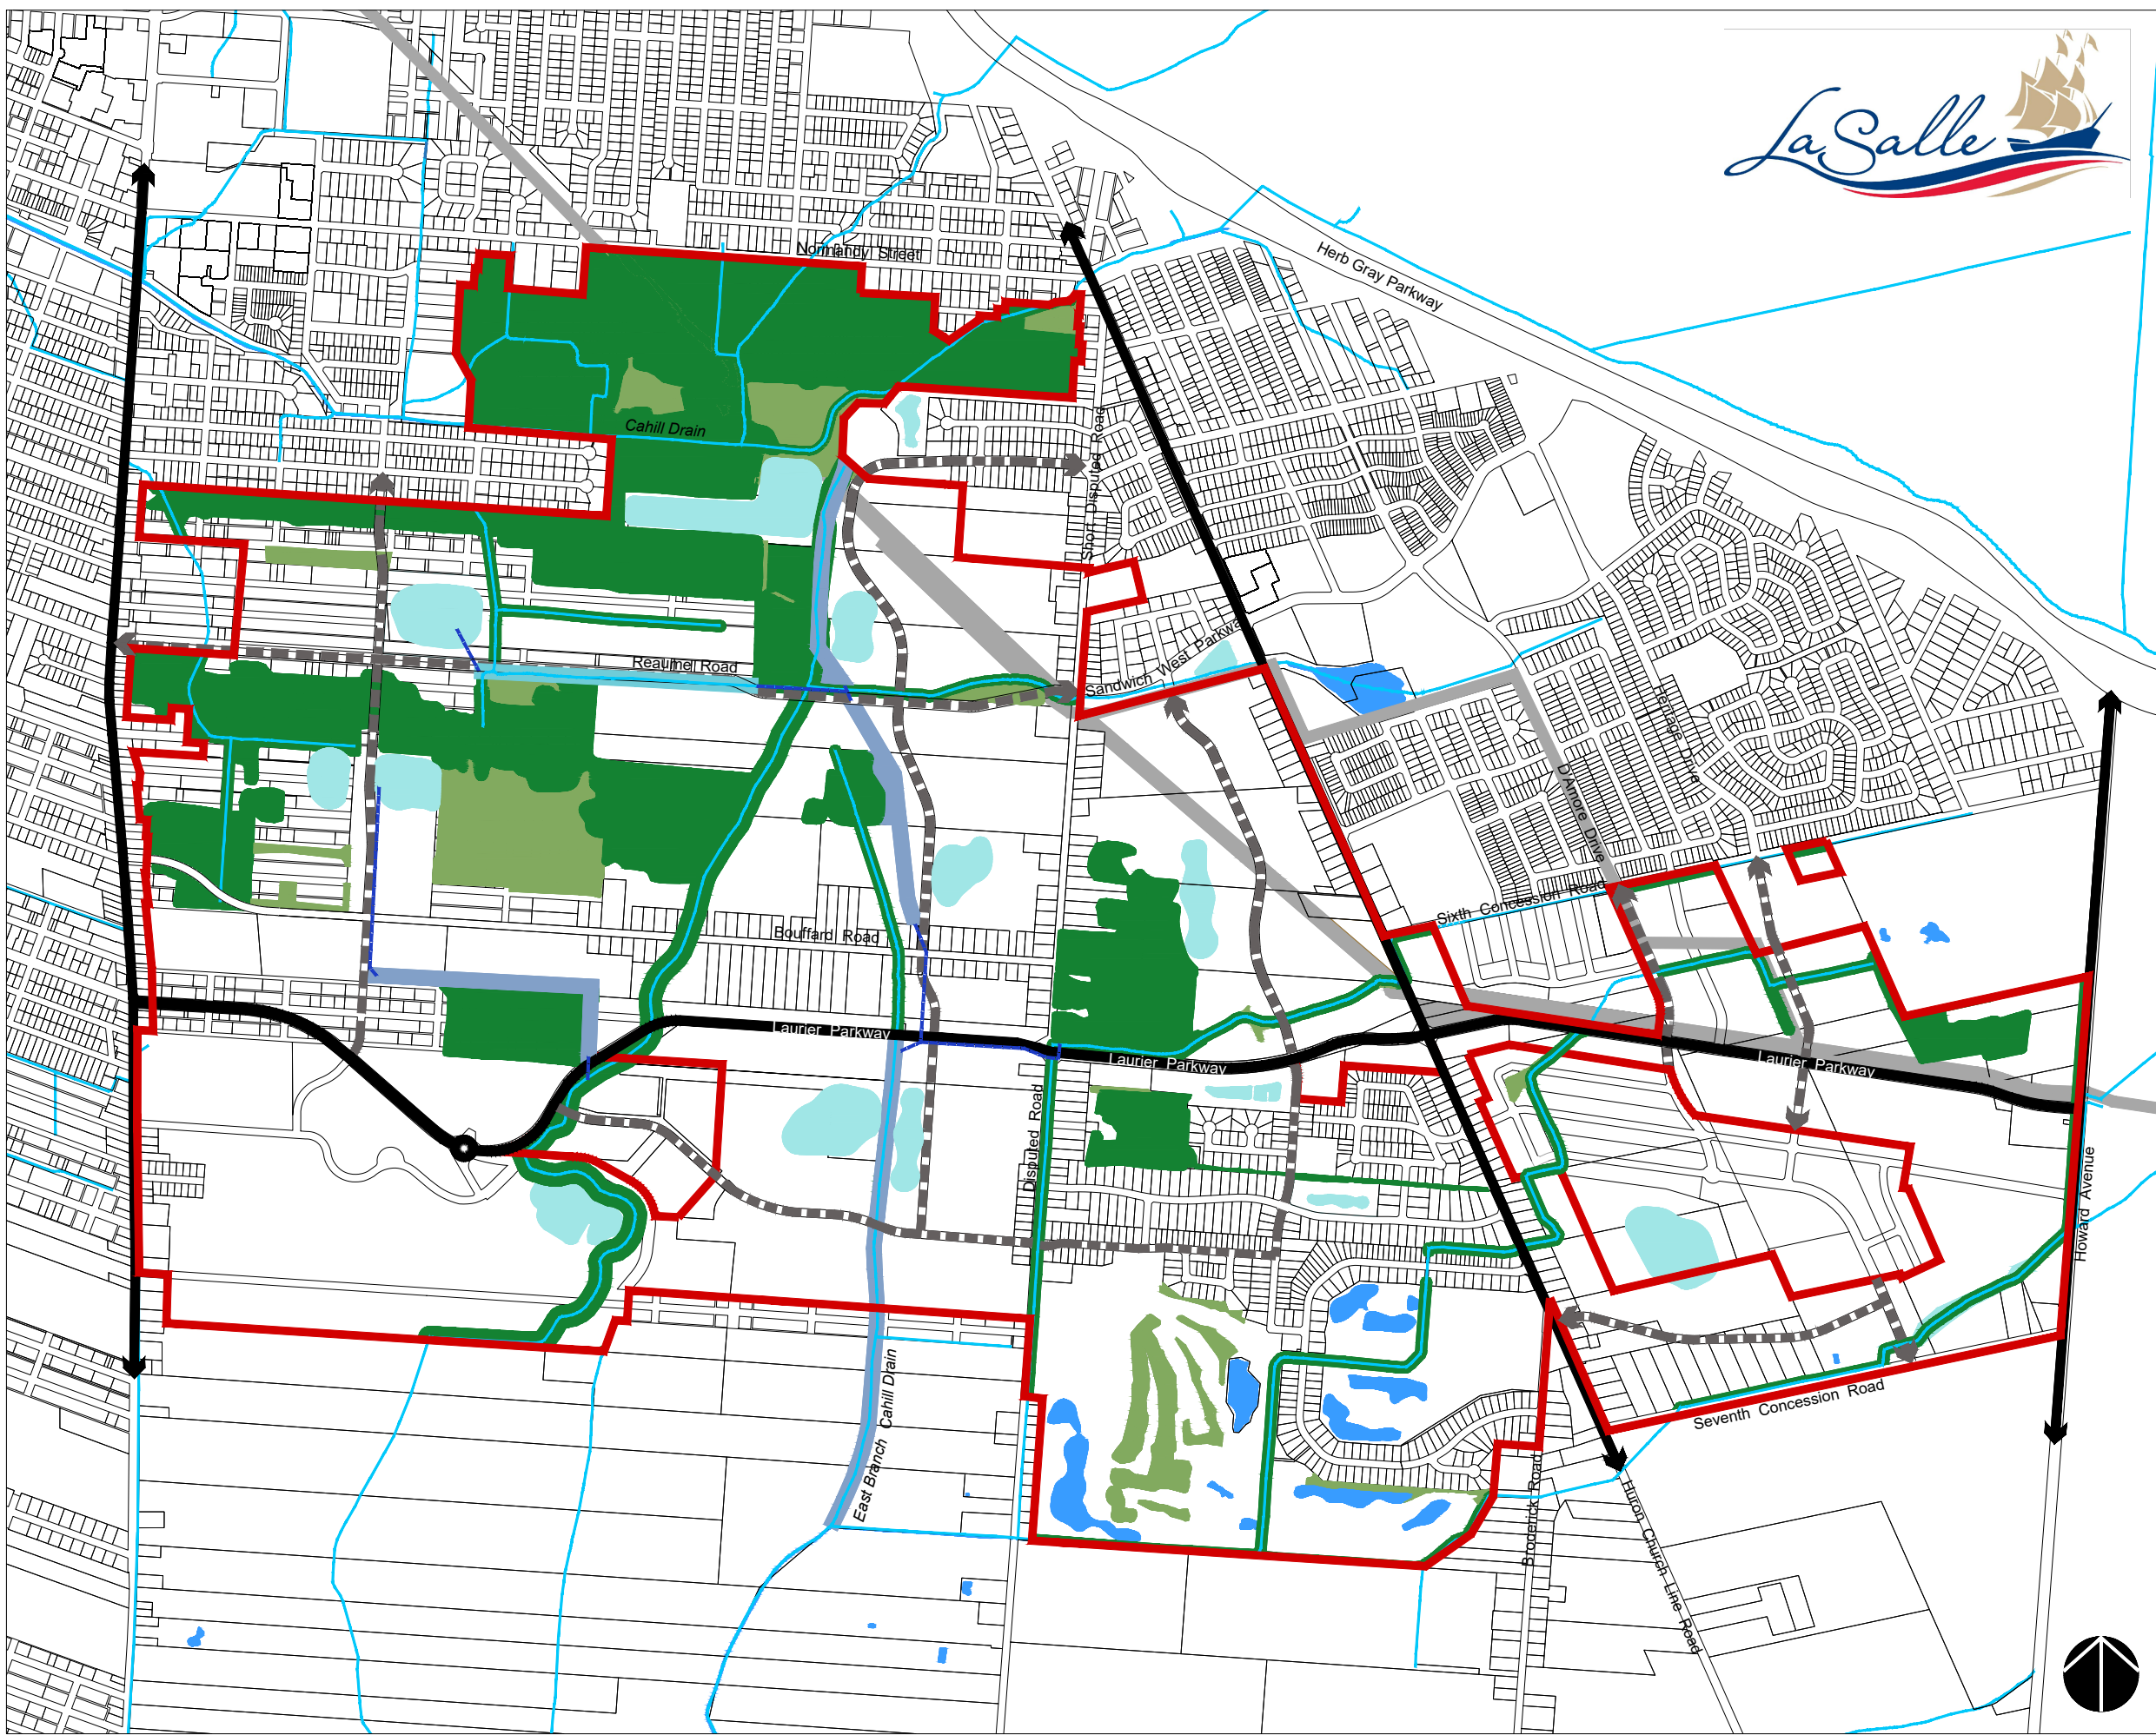 LaSalle
Normandy Street
Herb Gray Parkway
Cahill Drain
Short Disputed Road
Sandwich West Parkway
Reaume Road
Heritage Drive
D'Amore Drive
Sixth Concession Road
Bouffard Road
Laurier Parkway
Laurier Parkway
Laurier Parkway
Disputed Road
Howard Avenue
East Branch Cahill Drain
Seventh Concession Road
Broderick Road
Huron Church Line Road